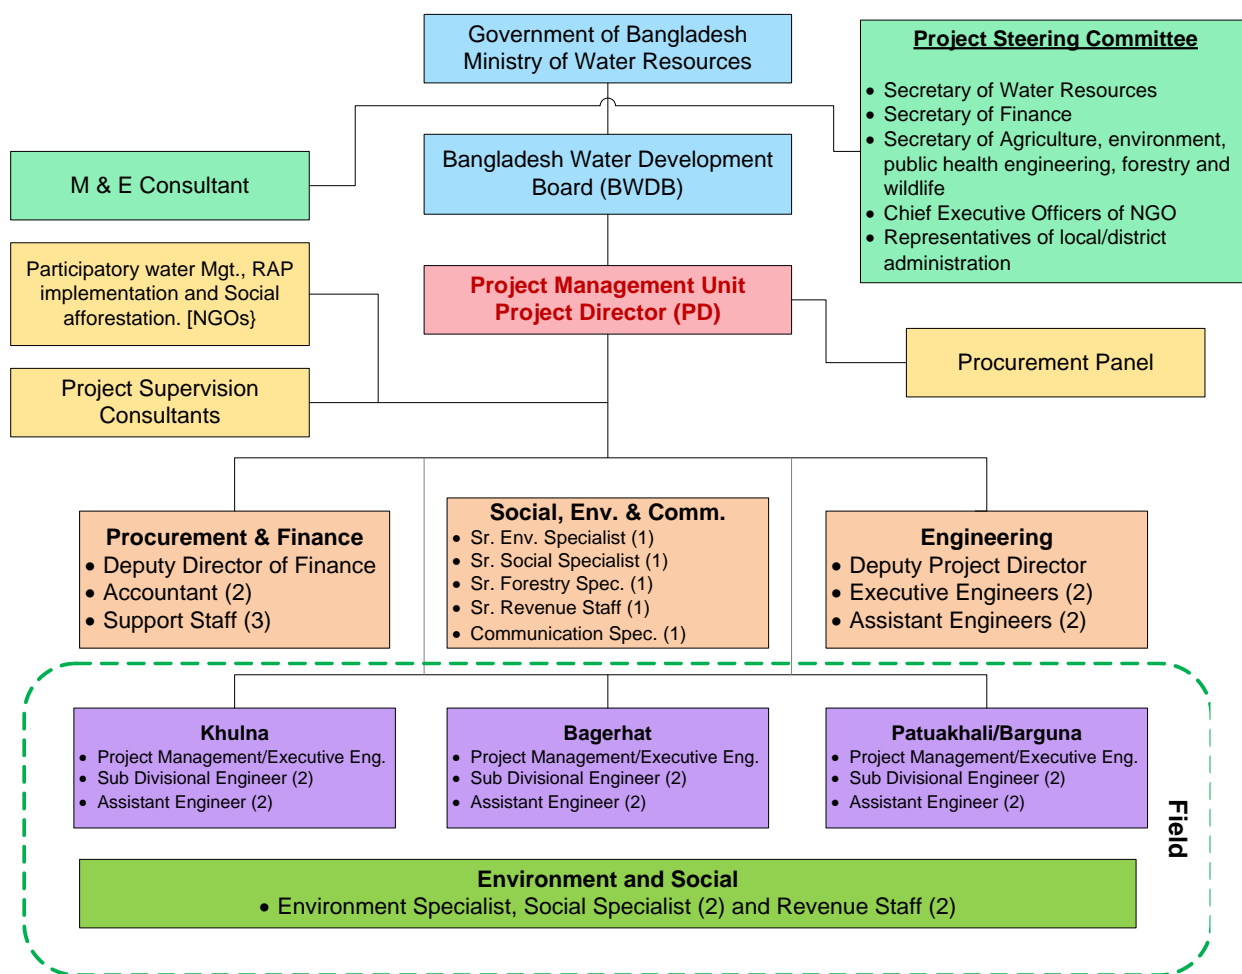 Government of Bangladesh
Ministry of Water Resources
Project Steering Committee
• Secretary of Water Resources
• Secretary of Finance
• Secretary of Agriculture, environment,
public health engineering, forestry and
wildlife
• Chief Executive Officers of NGO
• Representatives of local/district
administration
M & E Consultant
Bangladesh Water Development
Board (BWDB)
Participatory water Mgt., RAP
implementation and Social
afforestation. [NGOs}
Project Management Unit
Project Director (PD)
Procurement Panel
Project Supervision
Consultants
Procurement & Finance
• Deputy Director of Finance
• Accountant (2)
• Support Staff (3)
Social, Env. & Comm.
• Sr. Env. Specialist (1)
• Sr. Social Specialist (1)
• Sr. Forestry Spec. (1)
• Sr. Revenue Staff (1)
• Communication Spec. (1)
Engineering
• Deputy Project Director
• Executive Engineers (2)
• Assistant Engineers (2)
Khulna
• Project Management/Executive Eng.
• Sub Divisional Engineer (2)
• Assistant Engineer (2)
Bagerhat
• Project Management/Executive Eng.
• Sub Divisional Engineer (2)
• Assistant Engineer (2)
Patuakhali/Barguna
• Project Management/Executive Eng.
• Sub Divisional Engineer (2)
• Assistant Engineer (2)
Field
Environment and Social
• Environment Specialist, Social Specialist (2) and Revenue Staff (2)